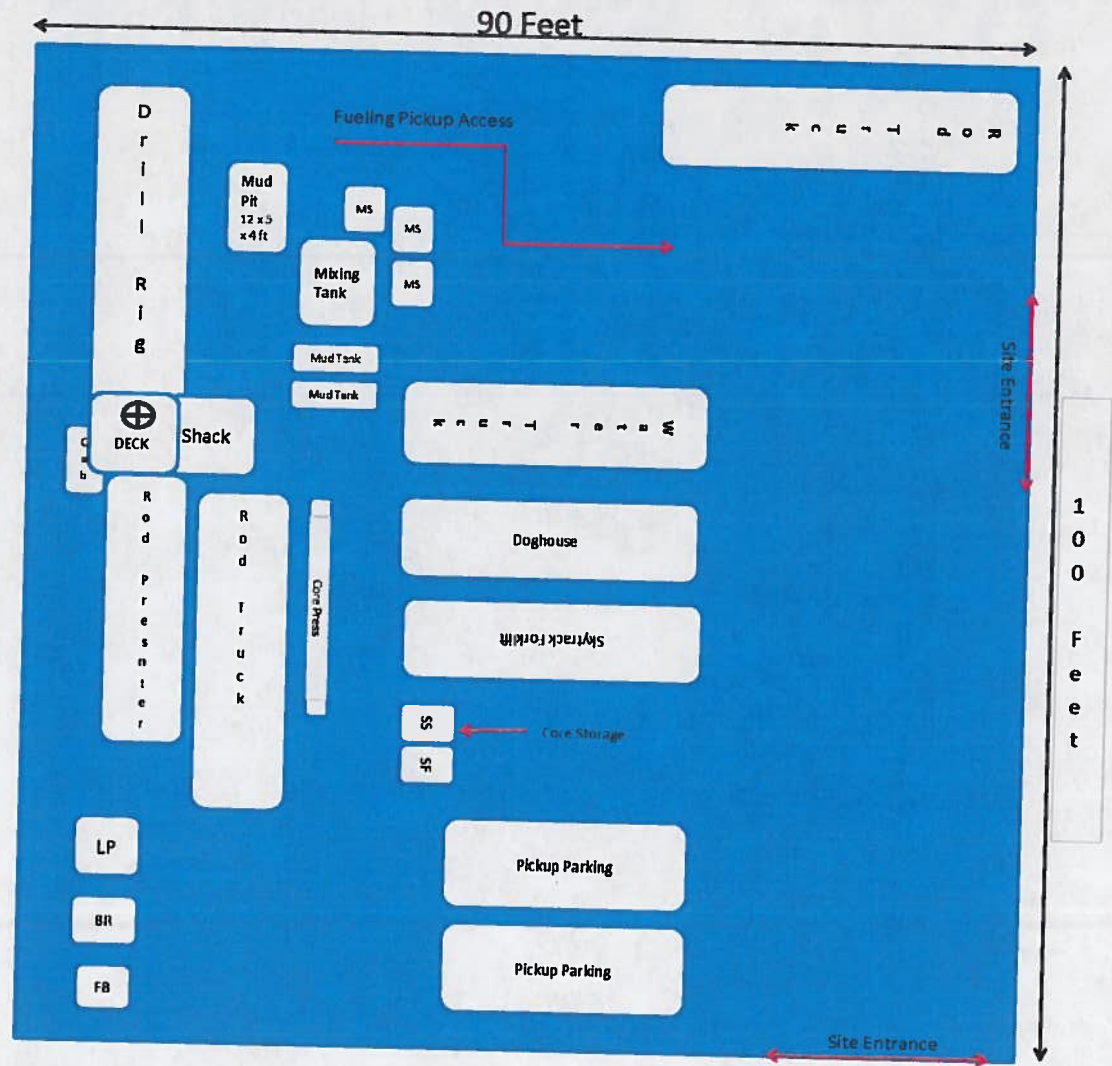 90 Feet
Drill Rig
Fueling Pickup Access
Rod Truck
Mud
Pit
12 x 5
x 4 ft
MS
MS
MS
Mixing
Tank
Mud Tank
Mud Tank
Site Entrance
DECK
Shack
Water Truck
100 Feet
Rod Presnter
Rod Truck
Core Press
Doghouse
Skytrack Forklift
SS
Core Storage
SF
LP
Pickup Parking
BR
Pickup Parking
FB
Site Entrance